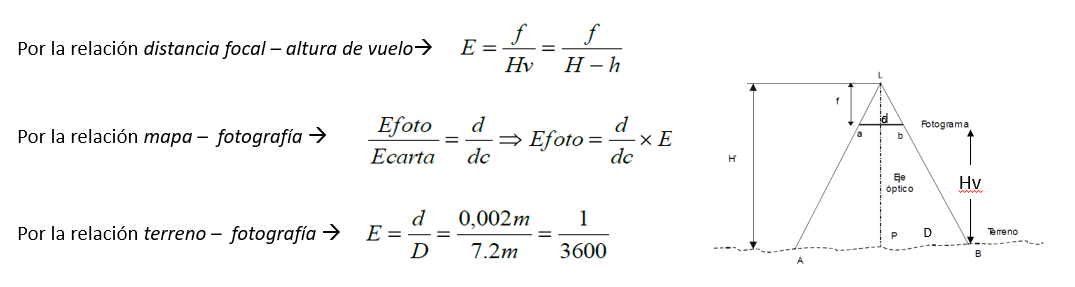 Por la relación distancia focal – altura de vuelo→ E = f/Hv = f/(H − h)
Por la relación mapa – fotografía → Efoto/Ecarta = d/dc ⇒ Efoto = d/dc × E
Por la relación terreno – fotografía → E = d/D = 0,002m/7.2m = 1/3600
L
f
d
a
b
Fotograma
H'
Eje
óptico
Hv
P
D
Terreno
A
B